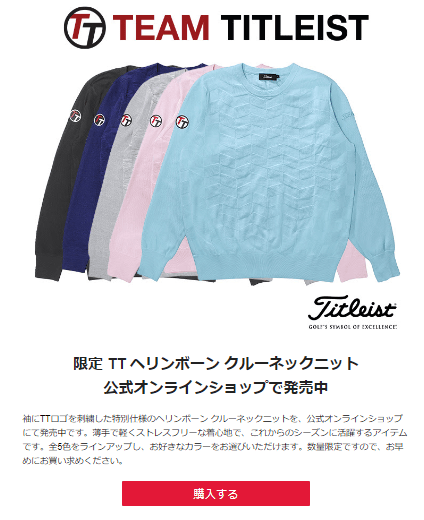 TT TEAM TITLEIST
TT TT TT TT
Titleist
Titleist
GOLF'S SYMBOL OF EXCELLENCE.
限定 TT ヘリンボーン クルーネックニット
公式オンラインショップで発売中
袖にTTロゴを刺繍した特別仕様のヘリンボーン クルーネックニットを、公式オンラインショップ
にて発売中です。薄手で軽くストレスフリーな着心地で、これからのシーズンに活躍するアイテム
です。全5色をラインアップし、お好きなカラーをお選びいただけます。数量限定ですので、お早
めにお買い求めください。
購入する